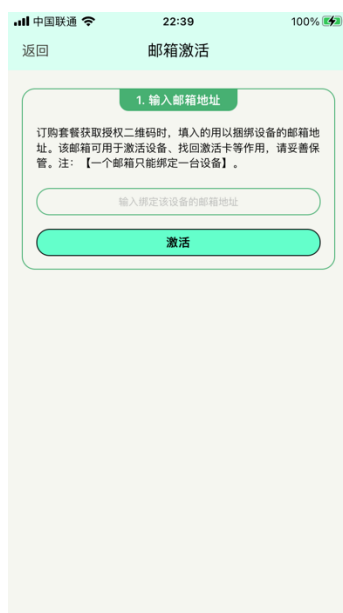 中国联通 22:39 100%
返回 邮箱激活
1. 输入邮箱地址
订购套餐获取授权二维码时，填入的用以捆绑设备的邮箱地
址。该邮箱可用于激活设备、找回激活卡等作用，请妥善保
管。注：【一个邮箱只能绑定一台设备】。
输入绑定该设备的邮箱地址
激活